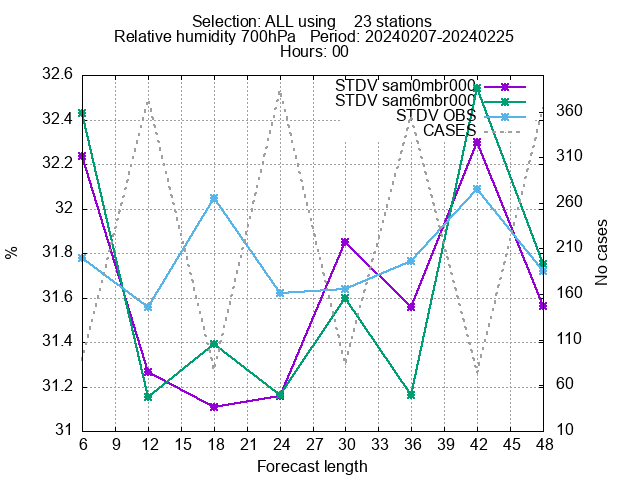 Selection: ALL using    23 stations
Relative humidity 700hPa   Period: 20240207-20240225
Hours: 00
STDV sam0mbr000
STDV sam6mbr000
STDV OBS
CASES
32.6
32.4
32.2
32
31.8
31.6
31.4
31.2
31
%
360
310
260
210
160
110
60
10
No cases
6 9 12 15 18 21 24 27 30 33 36 39 42 45 48
Forecast length